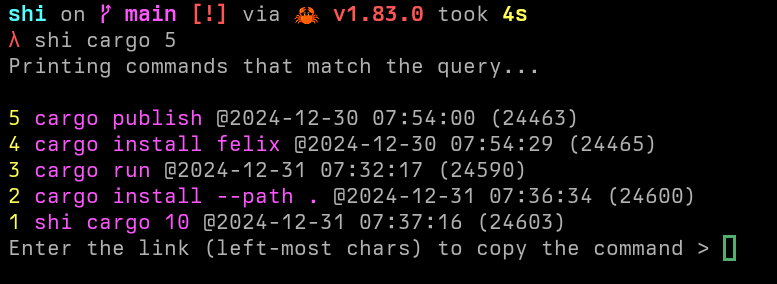 shi on ᚠ main [!] via 🦀 v1.83.0 took 4s
λ shi cargo 5
Printing commands that match the query...
5 cargo publish @2024-12-30 07:54:00 (24463)
4 cargo install felix @2024-12-30 07:54:29 (24465)
3 cargo run @2024-12-31 07:32:17 (24590)
2 cargo install --path . @2024-12-31 07:36:34 (24600)
1 shi cargo 10 @2024-12-31 07:37:16 (24603)
Enter the link (left-most chars) to copy the command >